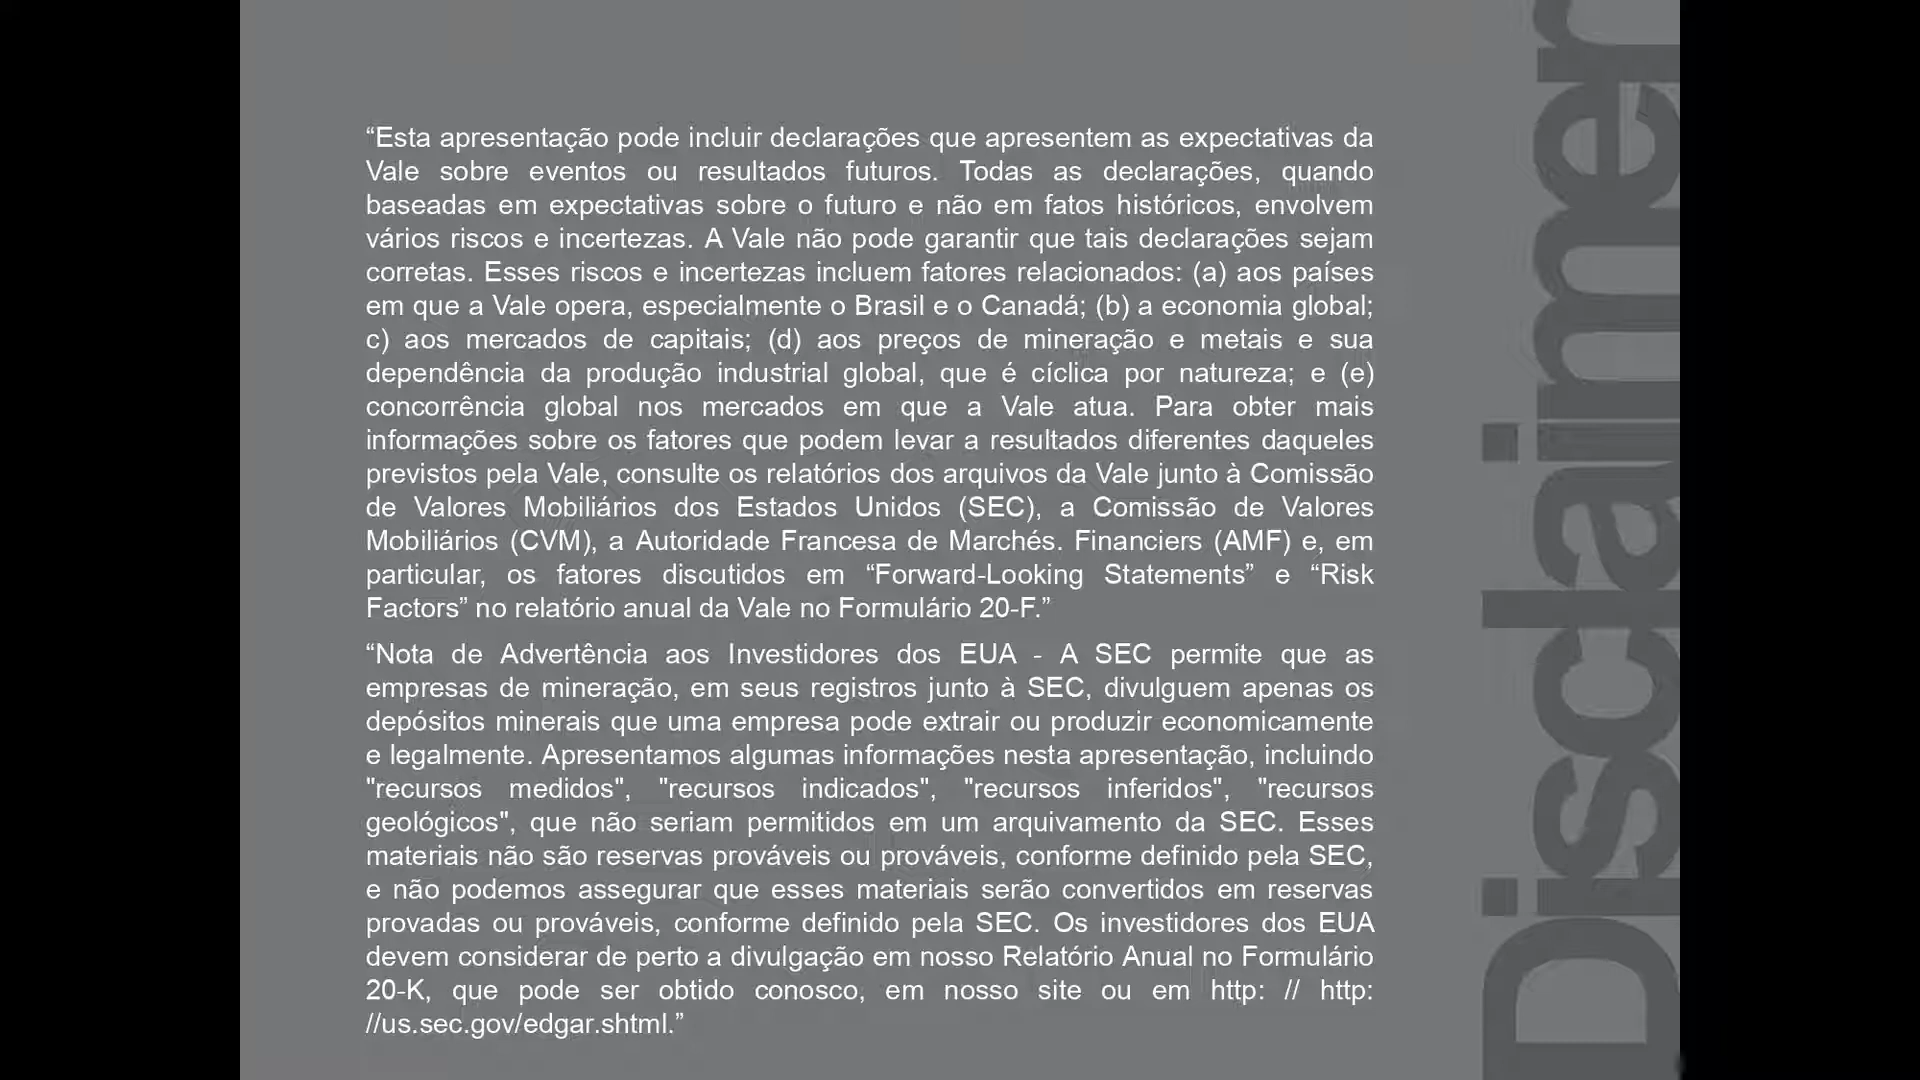 “Esta apresentação pode incluir declarações que apresentem as expectativas da
Vale sobre eventos ou resultados futuros. Todas as declarações, quando
baseadas em expectativas sobre o futuro e não em fatos históricos, envolvem
vários riscos e incertezas. A Vale não pode garantir que tais declarações sejam
corretas. Esses riscos e incertezas incluem fatores relacionados: (a) aos países
em que a Vale opera, especialmente o Brasil e o Canadá; (b) a economia global;
c) aos mercados de capitais; (d) aos preços de mineração e metais e sua
dependência da produção industrial global, que é cíclica por natureza; e (e)
concorrência global nos mercados em que a Vale atua. Para obter mais
informações sobre os fatores que podem levar a resultados diferentes daqueles
previstos pela Vale, consulte os relatórios dos arquivos da Vale junto à Comissão
de Valores Mobiliários dos Estados Unidos (SEC), a Comissão de Valores
Mobiliários (CVM), a Autoridade Francesa de Marchés. Financiers (AMF) e, em
particular, os fatores discutidos em “Forward-Looking Statements” e “Risk
Factors” no relatório anual da Vale no Formulário 20-F.”
“Nota de Advertência aos Investidores dos EUA - A SEC permite que as
empresas de mineração, em seus registros junto à SEC, divulguem apenas os
depósitos minerais que uma empresa pode extrair ou produzir economicamente
e legalmente. Apresentamos algumas informações nesta apresentação, incluindo
"recursos medidos", "recursos indicados", "recursos inferidos", "recursos
geológicos", que não seriam permitidos em um arquivamento da SEC. Esses
materiais não são reservas prováveis ou prováveis, conforme definido pela SEC,
e não podemos assegurar que esses materiais serão convertidos em reservas
provadas ou prováveis, conforme definido pela SEC. Os investidores dos EUA
devem considerar de perto a divulgação em nosso Relatório Anual no Formulário
20-K, que pode ser obtido conosco, em nosso site ou em http: // http:
//us.sec.gov/edgar.shtml.”
Disclaimer